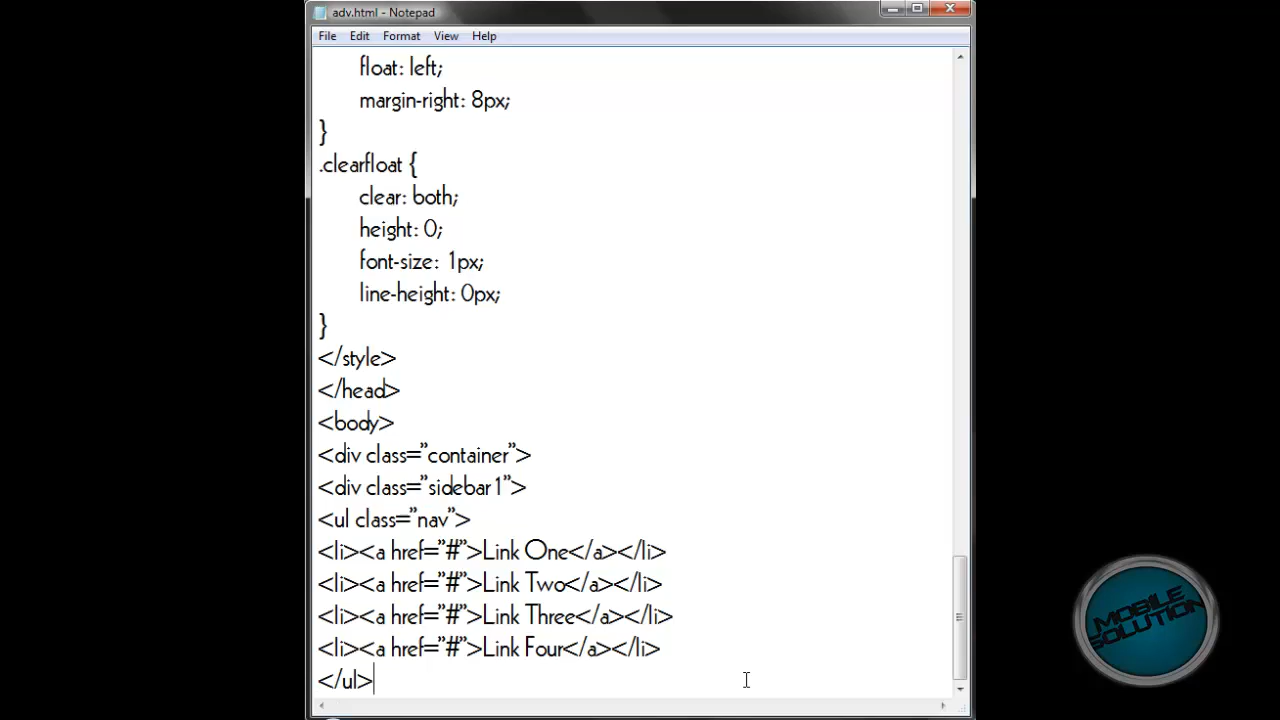 adv.html - Notepad
File Edit Format View Help
float: left;
margin-right: 8px;
}
.clearfloat {
clear: both;
height: 0;
font-size: 1px;
line-height: 0px;
}
</style>
</head>
<body>
<div class="container">
<div class="sidebar1">
<ul class="nav">
<li><a href="#">Link One</a></li>
<li><a href="#">Link Two</a></li>
<li><a href="#">Link Three</a></li>
<li><a href="#">Link Four</a></li>
</ul>
MOBILE
SOLUTION